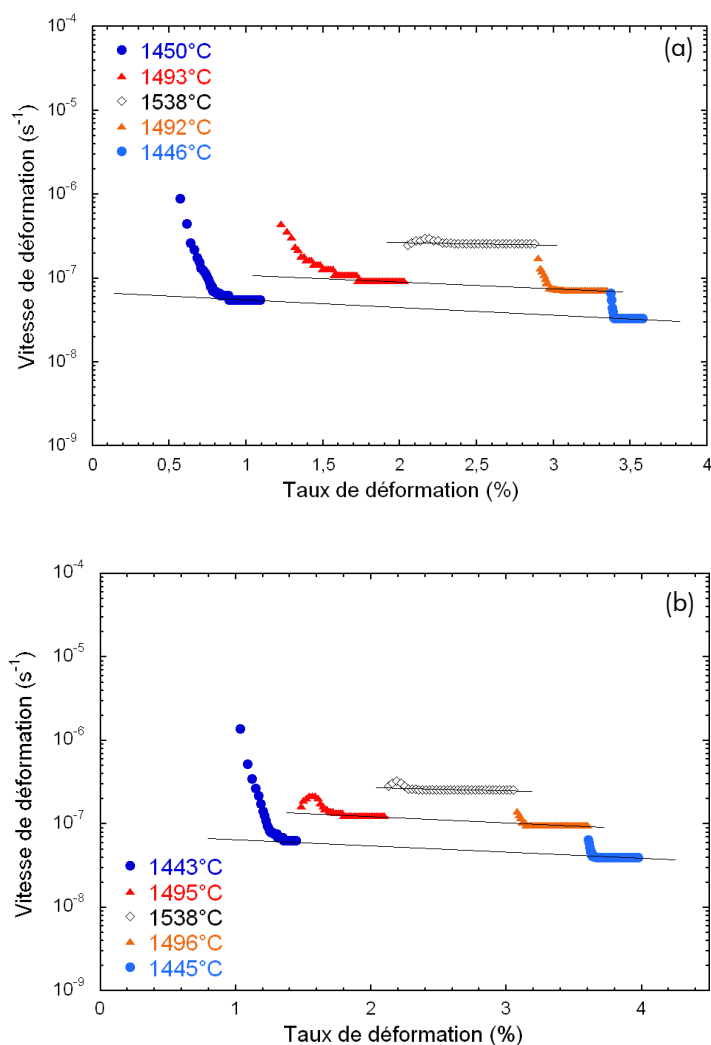 (a)
1450°C
1493°C
1538°C
1492°C
1446°C
Vitesse de déformation (s⁻¹)
10⁻⁴
10⁻⁵
10⁻⁶
10⁻⁷
10⁻⁸
10⁻⁹
0 0,5 1 1,5 2 2,5 3 3,5 4
Taux de déformation (%)
(b)
Vitesse de déformation (s⁻¹)
10⁻⁴
10⁻⁵
10⁻⁶
10⁻⁷
10⁻⁸
10⁻⁹
1443°C
1495°C
1538°C
1496°C
1445°C
0 1 2 3 4
Taux de déformation (%)